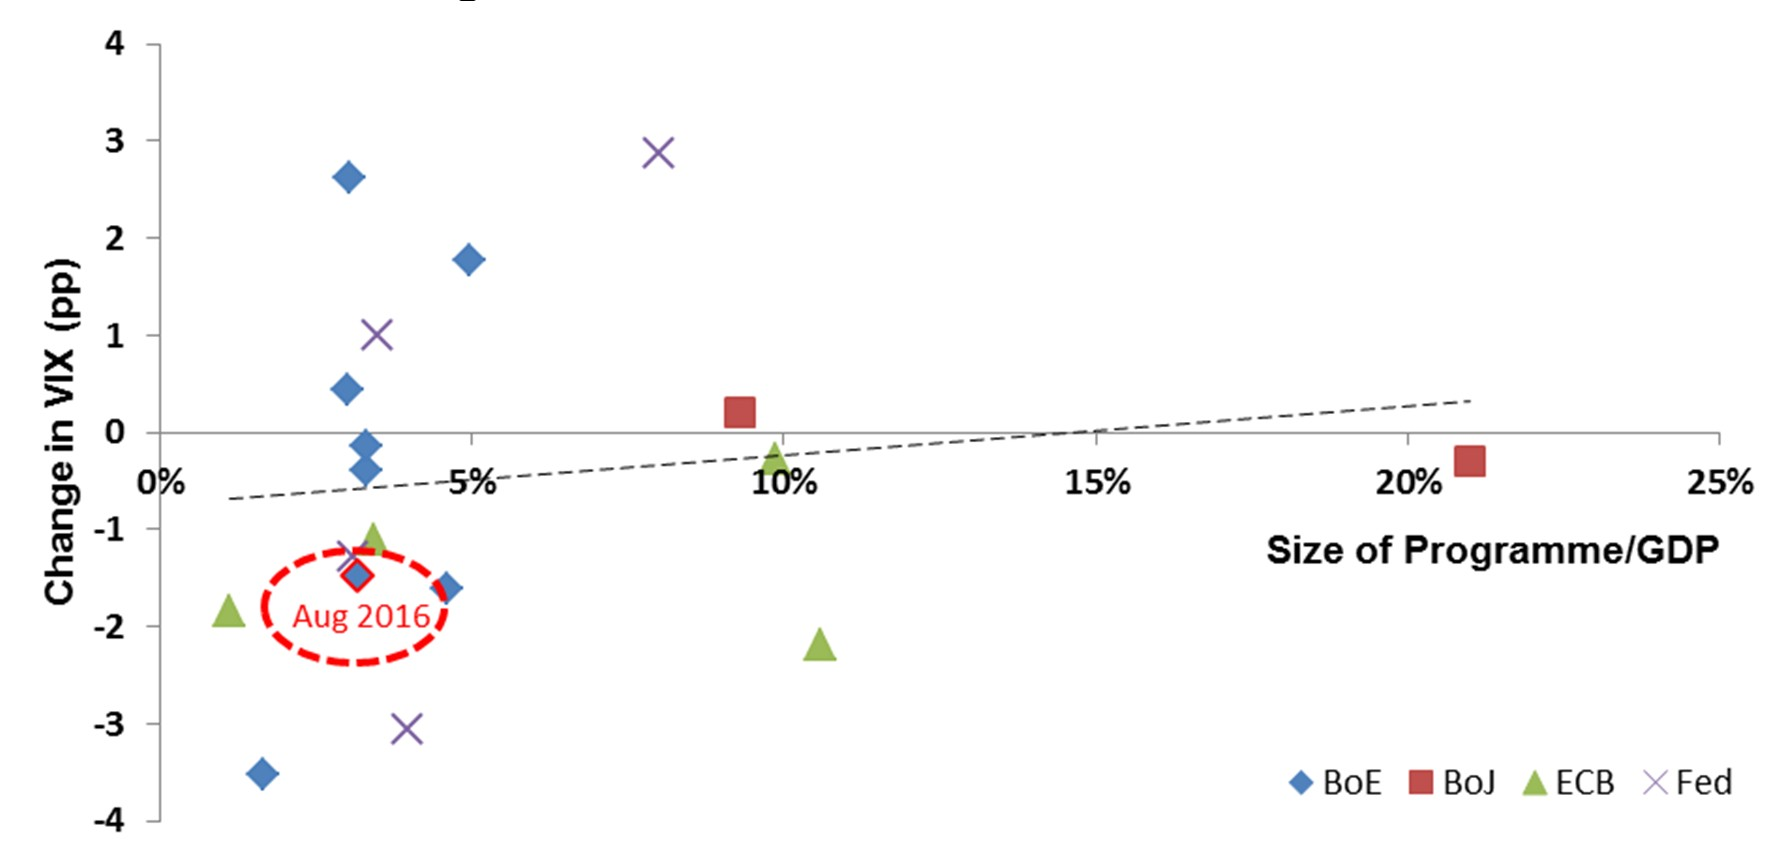 4
3
2
1
0
-1
-2
-3
-4
Change in VIX (pp)
0% 5% 10% 15% 20% 25%
Size of Programme/GDP
Aug 2016
BoE BoJ ECB Fed